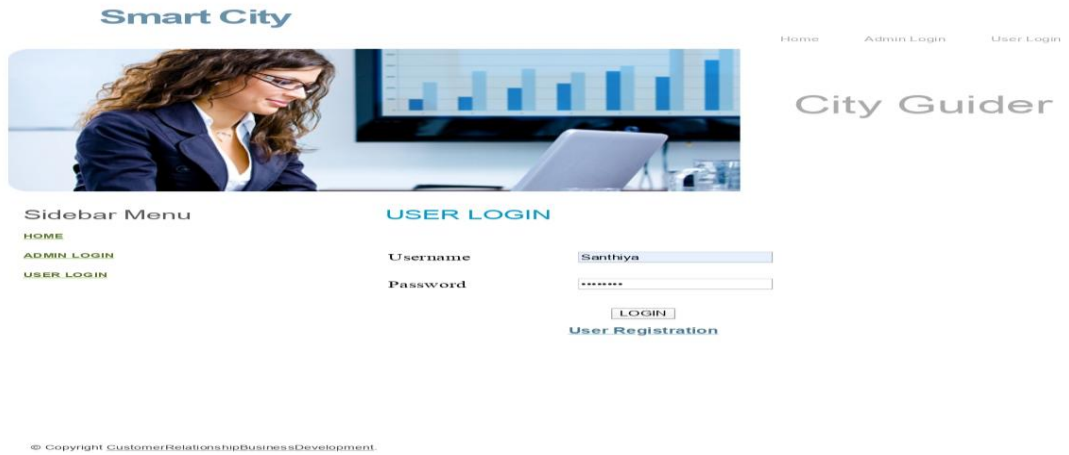 Smart City
Home Admin Login User Login
City Guider
Sidebar Menu
HOME
ADMIN LOGIN
USER LOGIN
USER LOGIN
Username Santhiya
Password ••••••••
LOGIN
User Registration
© Copyright CustomerRelationshipBusinessDevelopment.